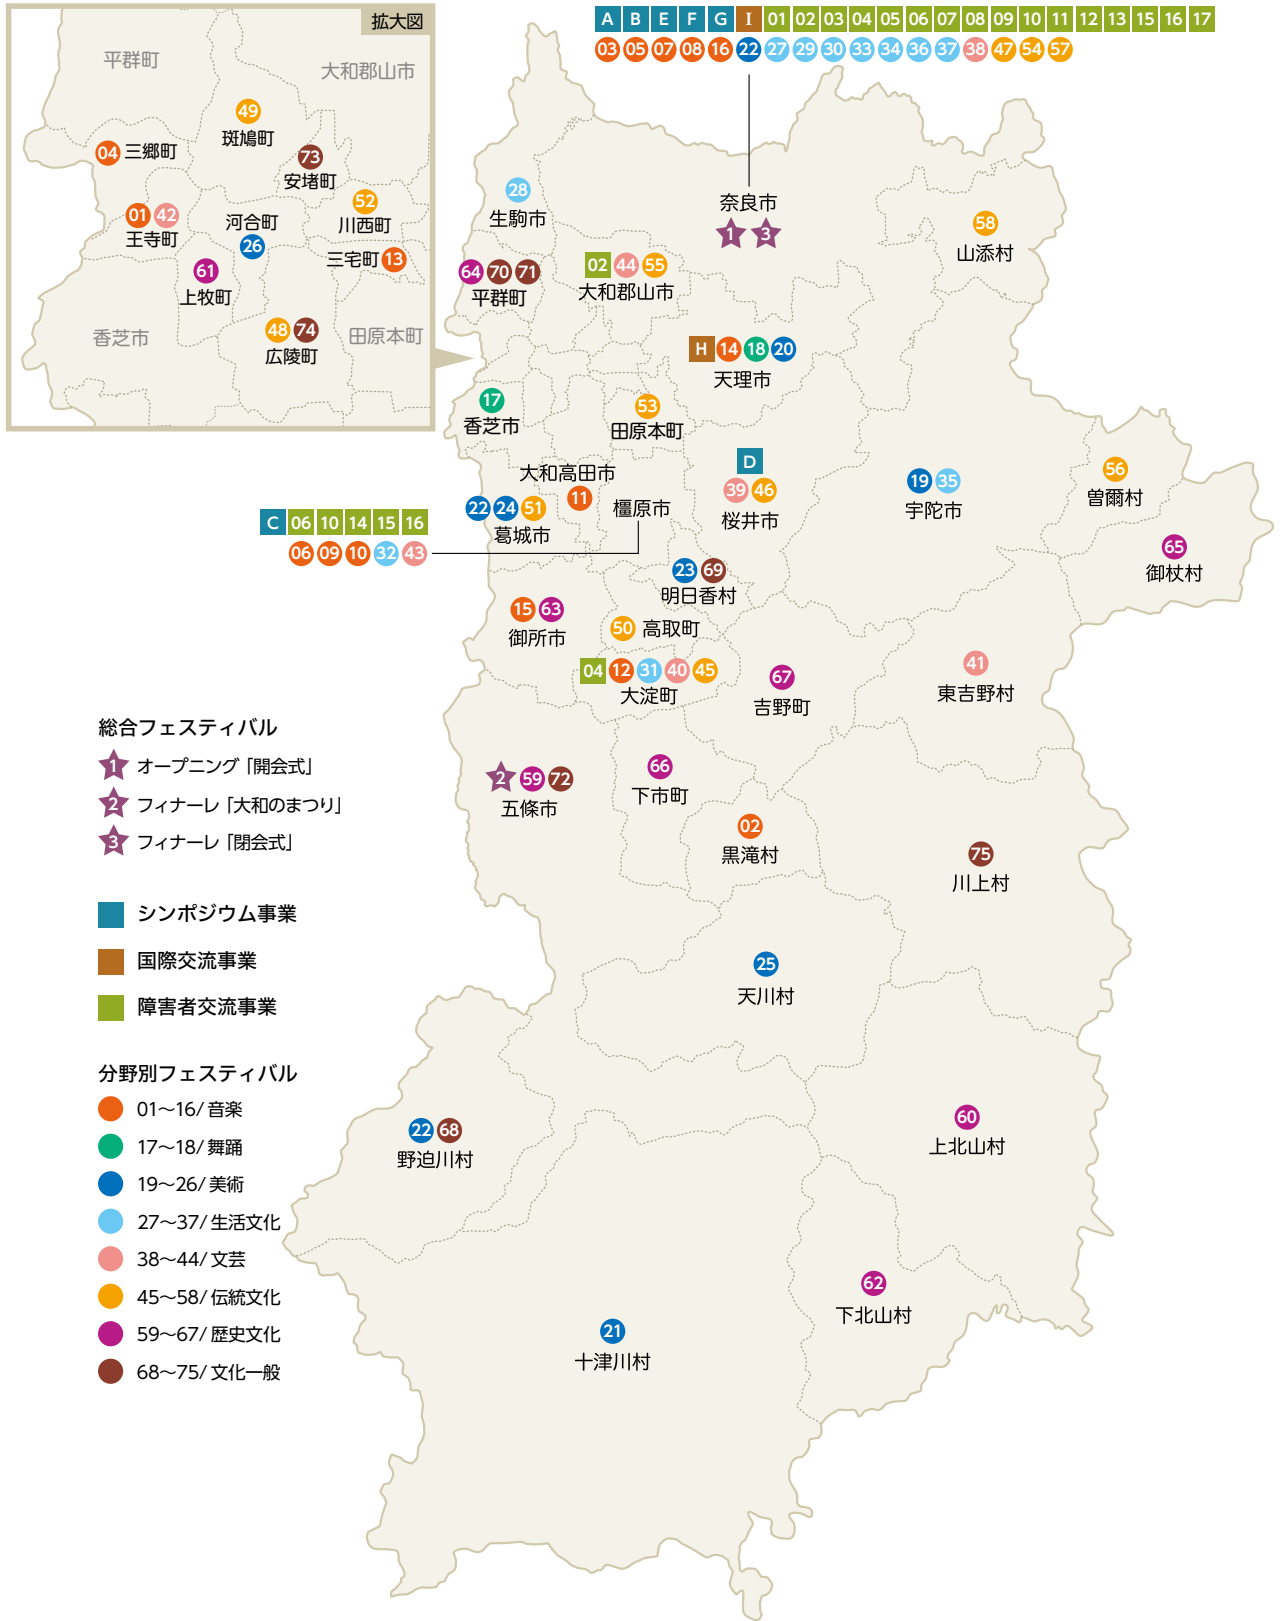 拡大図
平群町
大和郡山市
49
斑鳩町
04 三郷町
73
安堵町
01 42
王寺町
河合町
26
52
川西町
三宅町 13
61
上牧町
48 74
広陵町
香芝市
田原本町
A B E F G I 01 02 03 04 05 06 07 08 09 10 11 12 13 15 16 17
03 05 07 08 16 22 27 29 30 33 34 36 37 38 47 54 57
奈良市
1 3
28
生駒市
58
山添村
64 70 71
平群町
02 44 55
大和郡山市
H 14 18 20
天理市
17
香芝市
53
田原本町
大和高田市
11
D
39 46
桜井市
19 35
宇陀市
56
曽爾村
22 24 51
葛城市
橿原市
C 06 10 14 15 16
06 09 10 32 43
65
御杖村
23 69
明日香村
15 63
御所市
50 高取町
04 12 31 40 45
大淀町
67
吉野町
41
東吉野村
2 59 72
五條市
66
下市町
02
黒滝村
75
川上村
25
天川村
22 68
野迫川村
60
上北山村
62
下北山村
21
十津川村
総合フェスティバル
1 オープニング「開会式」
2 フィナーレ「大和のまつり」
3 フィナーレ「閉会式」
シンポジウム事業
国際交流事業
障害者交流事業
分野別フェスティバル
01〜16/音楽
17〜18/舞踊
19〜26/美術
27〜37/生活文化
38〜44/文芸
45〜58/伝統文化
59〜67/歴史文化
68〜75/文化一般